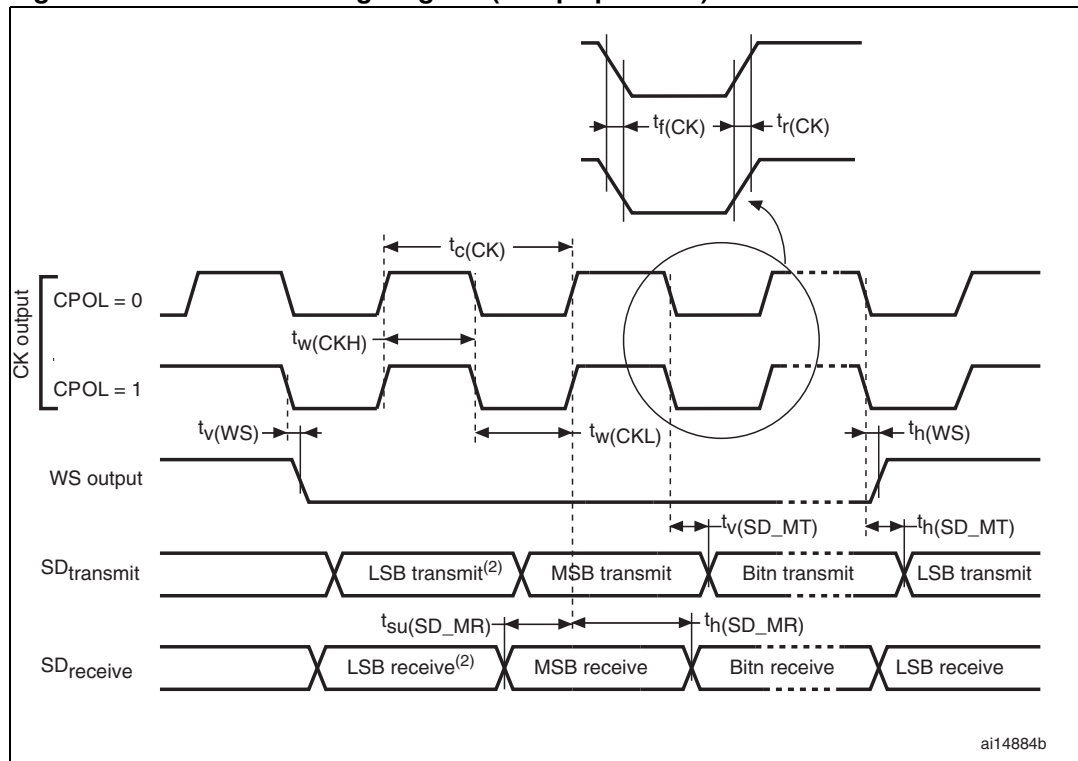 tf(CK)
tr(CK)
tc(CK)
CK output
CPOL = 0
tw(CKH)
CPOL = 1
tv(WS)
tw(CKL)
th(WS)
WS output
tv(SD_MT)
th(SD_MT)
SDtransmit
LSB transmit(2)
MSB transmit
Bitn transmit
LSB transmit
tsu(SD_MR)
th(SD_MR)
SDreceive
LSB receive(2)
MSB receive
Bitn receive
LSB receive
ai14884b